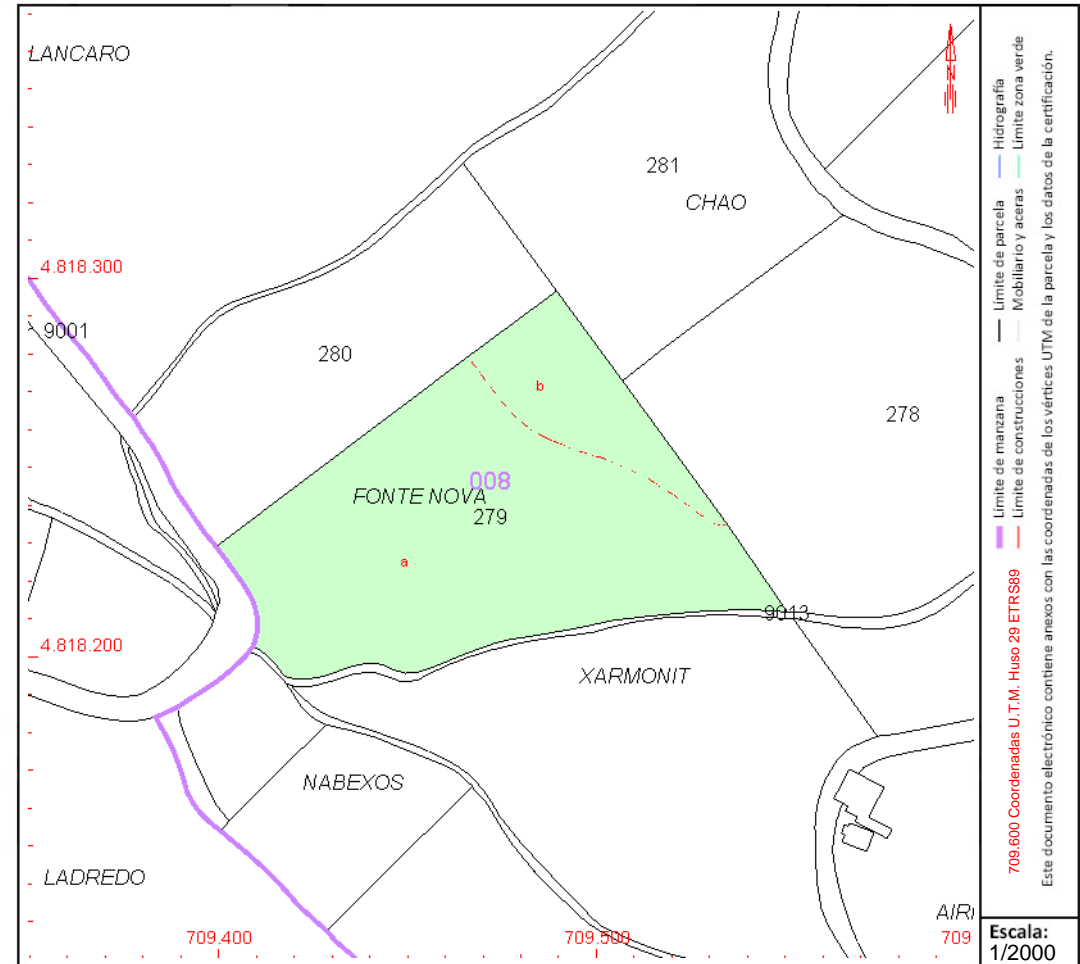 LANCARO
281
CHAO
4.818.300
9001
280
b
278
008
FONTE NOVA
279
a
9013
4.818.200
XARMONIT
NABEXOS
LADREDO
AIRI
709.400
709.500
709
N
Límite de manzana
Límite de parcela
Hidrografía
709.600 Coordenadas U.T.M. Huso 29 ETRS89
Límite de construcciones
Mobiliario y aceras
Límite zona verde
Este documento electrónico contiene anexos con las coordenadas de los vértices UTM de la parcela y los datos de la certificación.
Escala:
1/2000